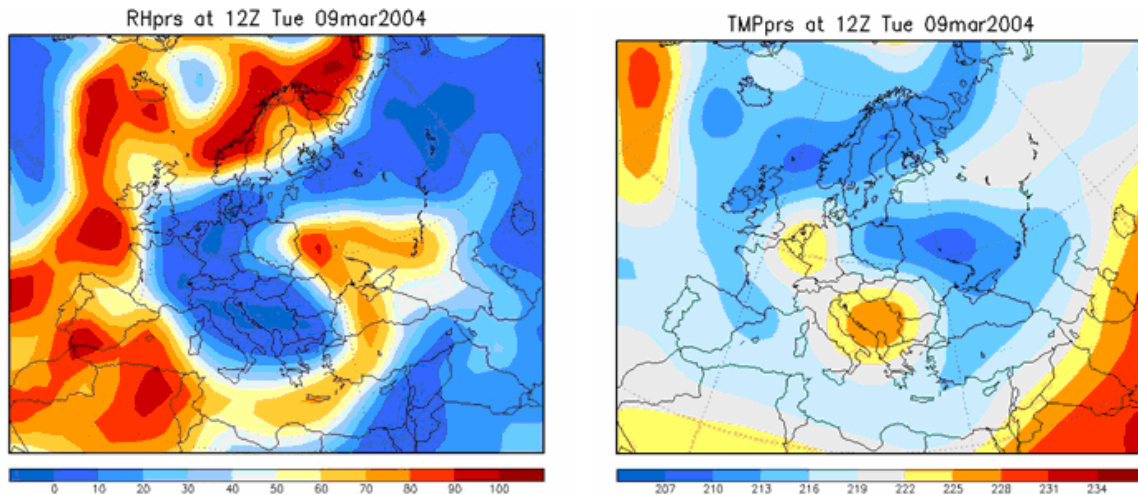 RHprs at 12Z Tue 09mar2004
0 10 20 30 40 50 60 70 80 90 100
TMPprs at 12Z Tue 09mar2004
207 210 213 216 219 222 225 228 231 234